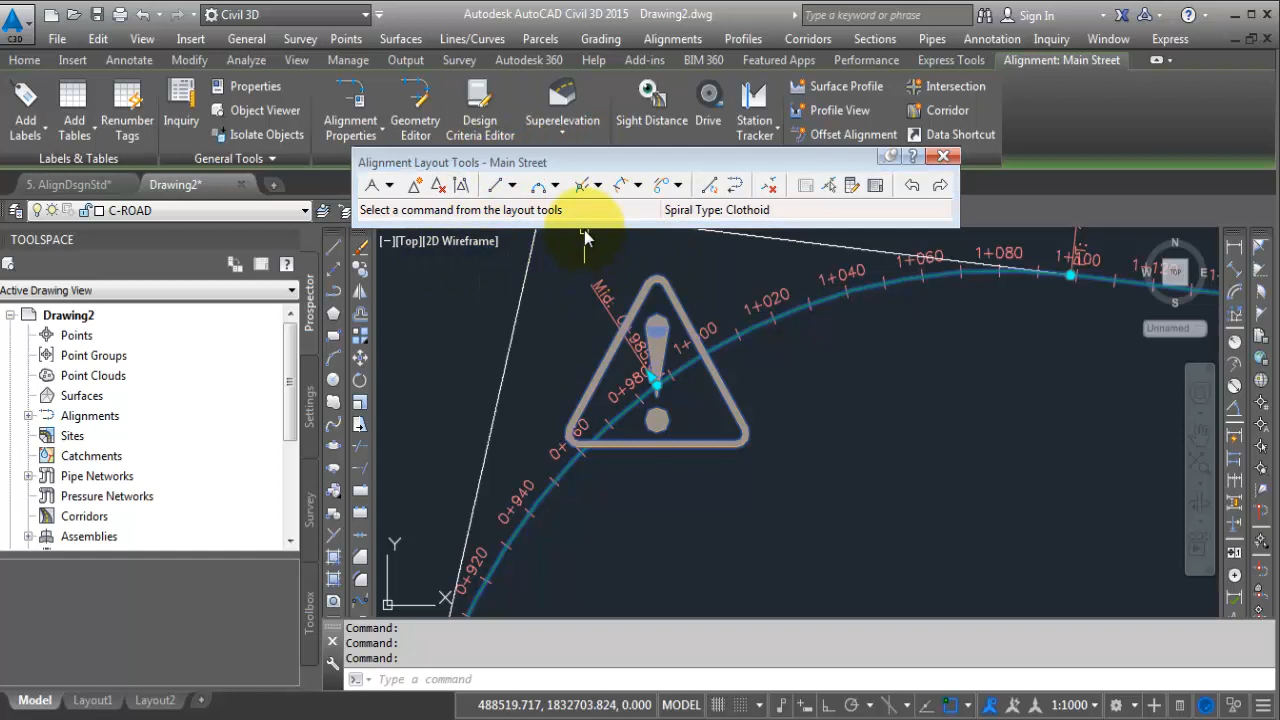 Civil 3D
Autodesk AutoCAD Civil 3D 2015 Drawing2.dwg
Type a keyword or phrase
Sign In
C3D
File Edit View Insert General Survey Points Surfaces Lines/Curves Parcels Grading Alignments Profiles Corridors Sections Pipes Annotation Inquiry Window Express
Home Insert Annotate Modify Analyze View Manage Output Survey Autodesk 360 Help Add-ins BIM 360 Featured Apps Performance Express Tools Alignment: Main Street
Add Labels
Add Tables
Renumber Tags
Inquiry
Properties
Object Viewer
Isolate Objects
Alignment Properties
Geometry Editor
Design Criteria Editor
Superelevation
Sight Distance
Drive
Station Tracker
Surface Profile
Profile View
Offset Alignment
Intersection
Corridor
Data Shortcut
Labels & Tables
General Tools
Alignment Layout Tools - Main Street
5. AlignDsgnStd*
Drawing2*
Select a command from the layout tools
Spiral Type: Clothoid
C-ROAD
TOOLSPACE
[−][Top][2D Wireframe]
Active Drawing View
Drawing2
Points
Point Groups
Point Clouds
Surfaces
Alignments
Sites
Catchments
Pipe Networks
Pressure Networks
Corridors
Assemblies
Prospector
Settings
Survey
Toolbox
N
W
TOP
E
S
Unnamed
1+100
1+080
1+060
1+040
1+020
0+980
0+940
0+920
Mid:
Y
X
Command:
Command:
Command:
Type a command
Model Layout1 Layout2 +
488519.717, 1832703.824, 0.000 MODEL
1:1000